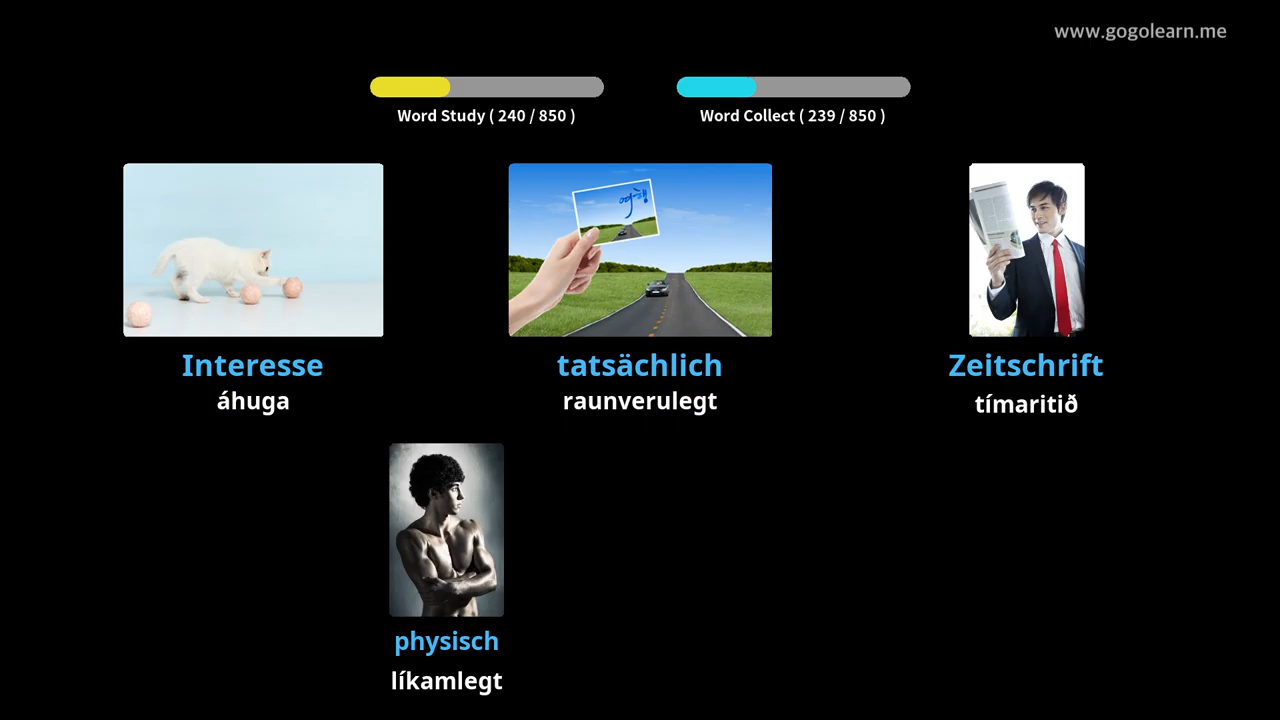 www.gogolearn.me
Word Study ( 240 / 850 )
Word Collect ( 239 / 850 )
Interesse
áhuga
tatsächlich
raunverulegt
Zeitschrift
tímaritið
physisch
líkamlegt